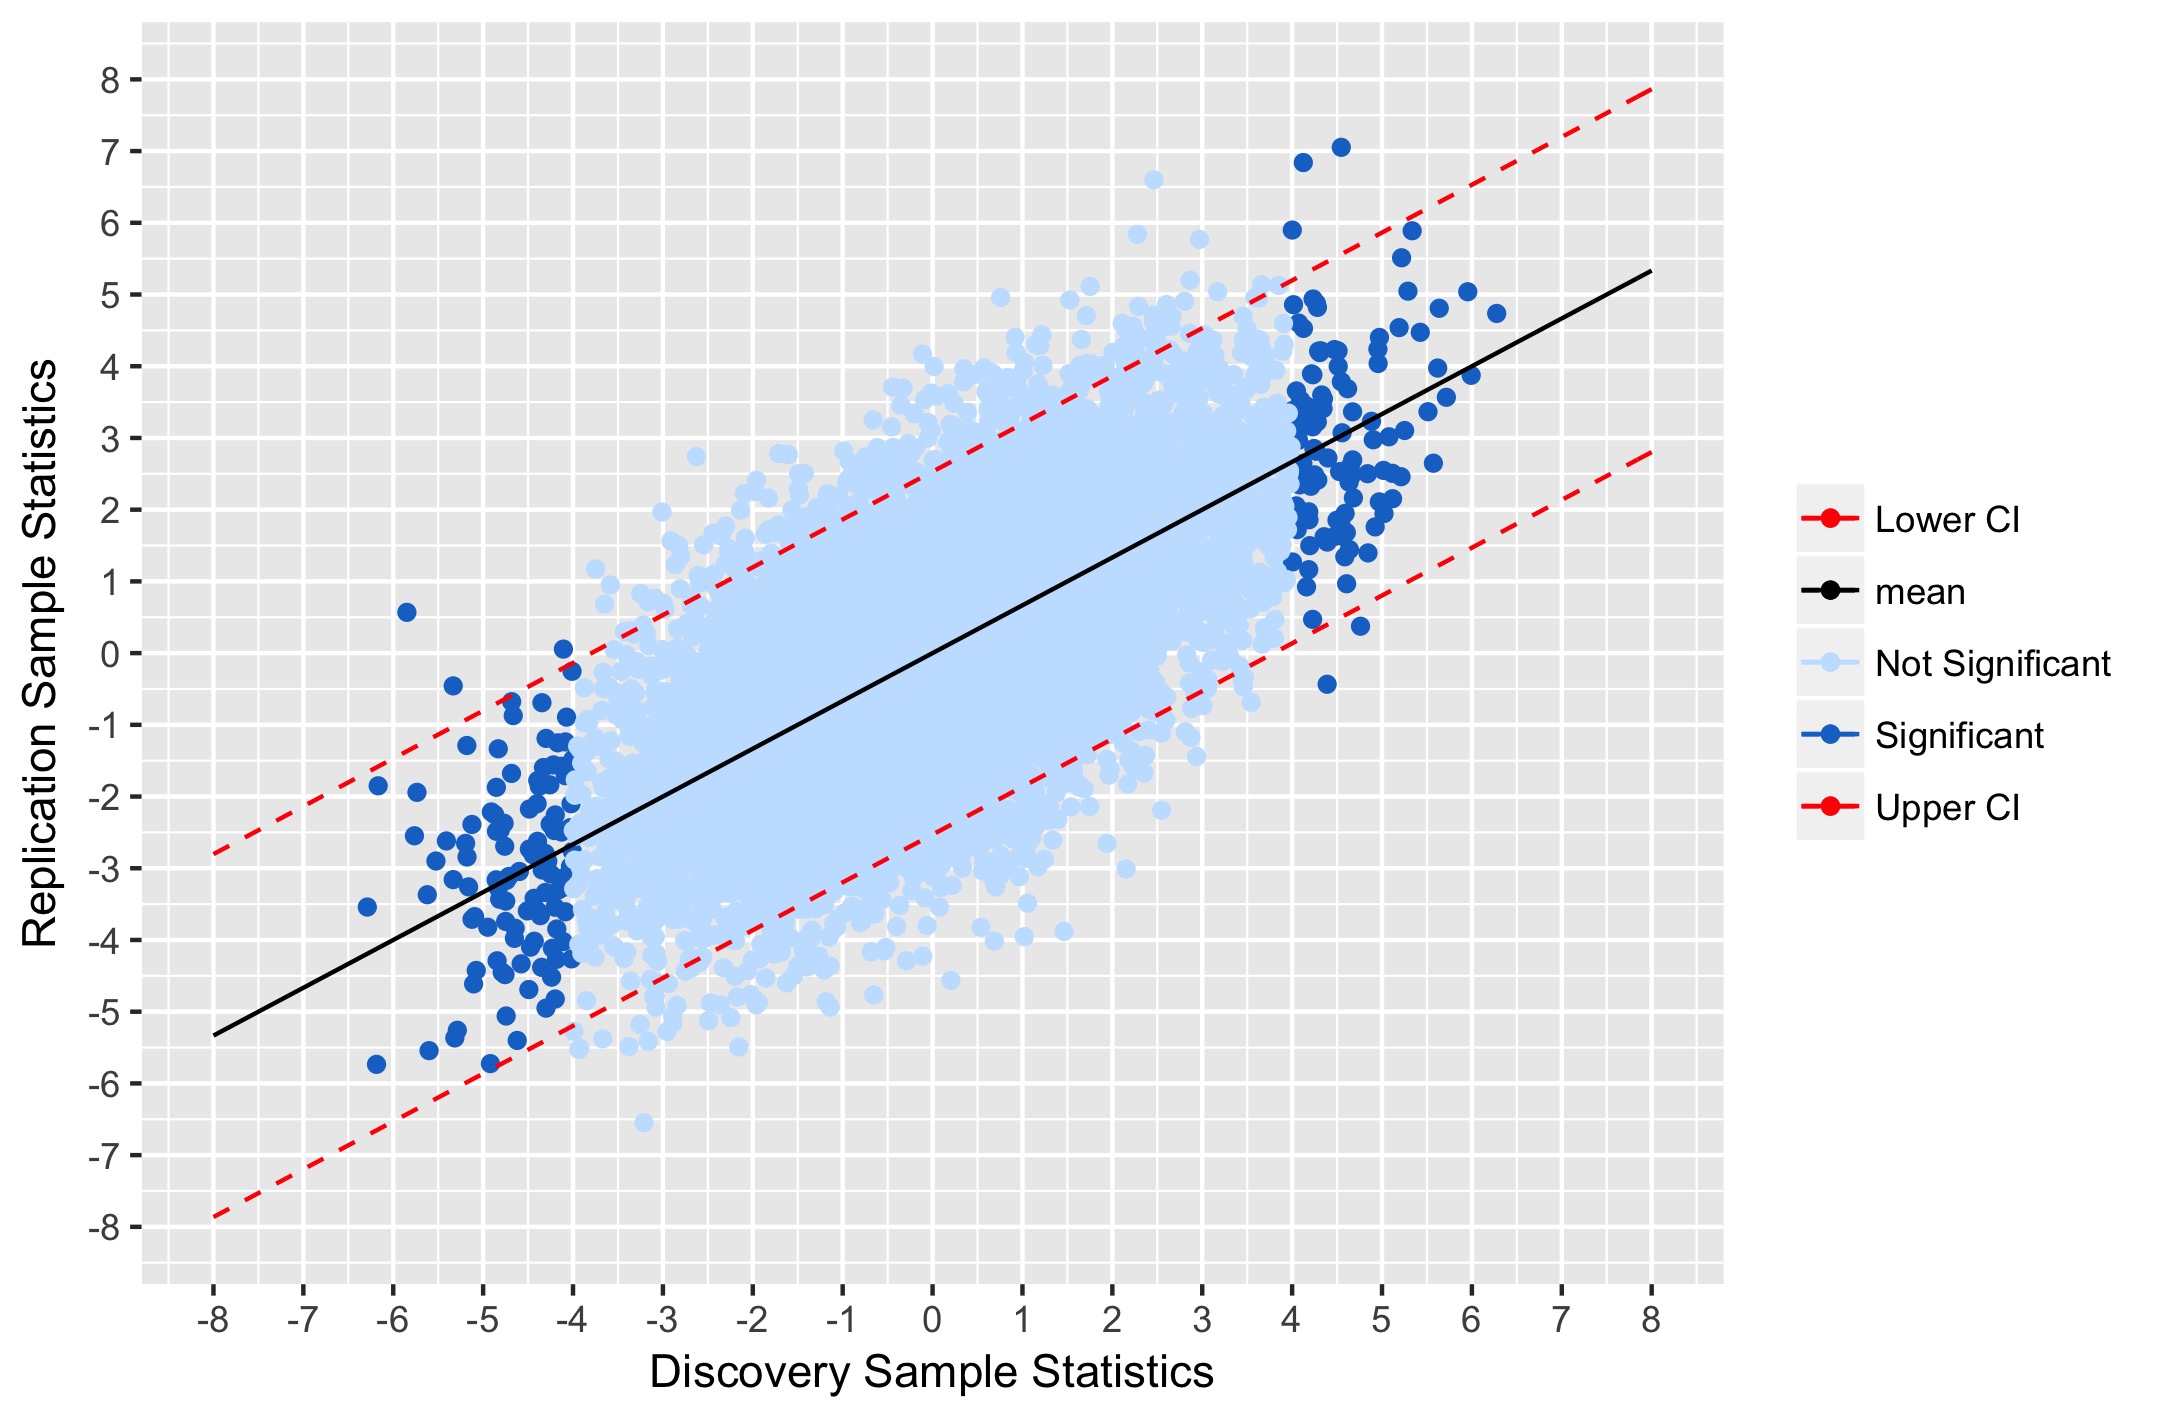 8
7
6
5
4
3
2
1
0
-1
-2
-3
-4
-5
-6
-7
-8
Replication Sample Statistics
-8 -7 -6 -5 -4 -3 -2 -1 0 1 2 3 4 5 6 7 8
Discovery Sample Statistics
Lower CI
mean
Not Significant
Significant
Upper CI